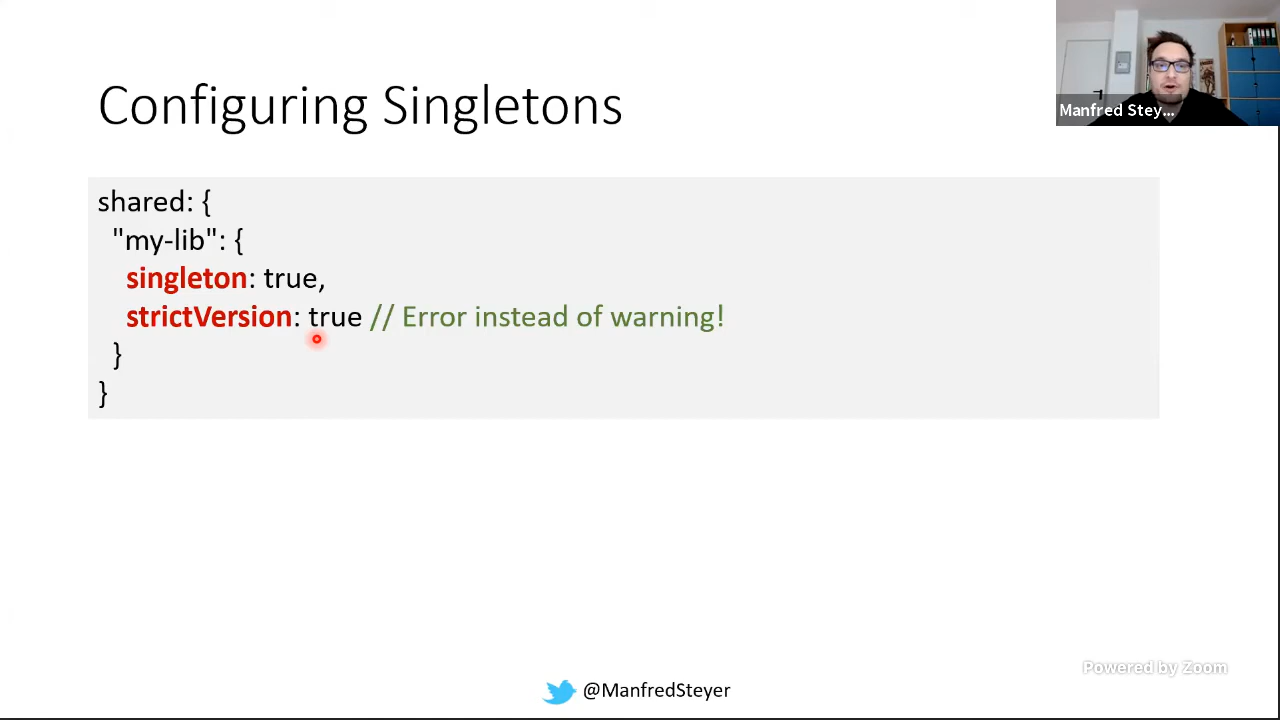 Configuring Singletons
Manfred Stey...
shared: {
"my-lib": {
singleton: true,
strictVersion: true // Error instead of warning!
}
}
Powered by Zoom
@ManfredSteyer